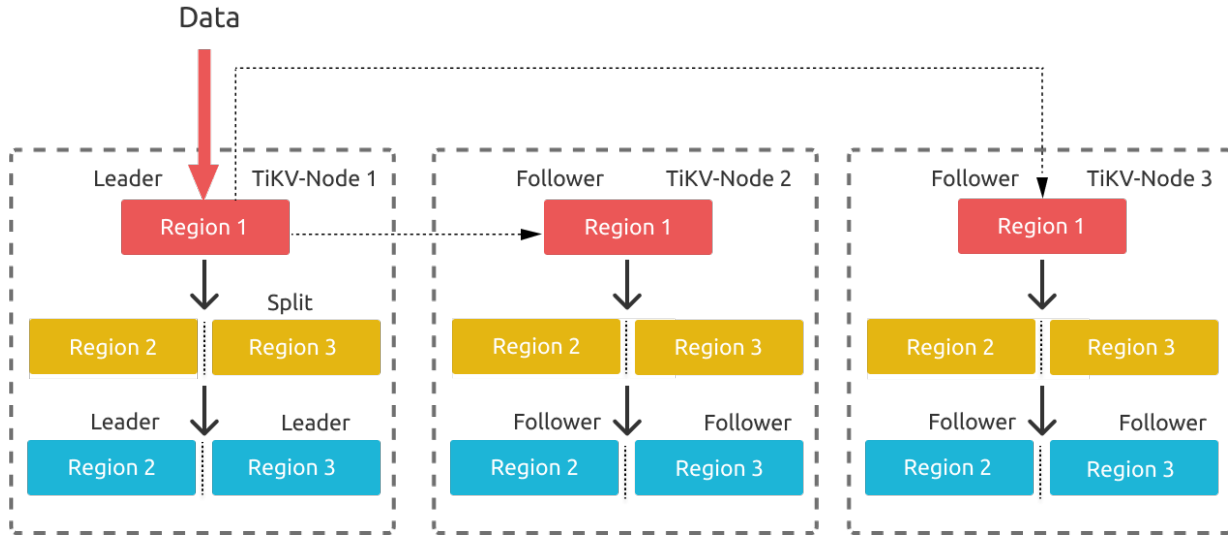 Data
Leader TiKV-Node 1
Region 1
Split
Region 2 Region 3
Leader Leader
Region 2 Region 3
Follower TiKV-Node 2
Region 1
Region 2 Region 3
Follower Follower
Region 2 Region 3
Follower TiKV-Node 3
Region 1
Region 2 Region 3
Follower Follower
Region 2 Region 3